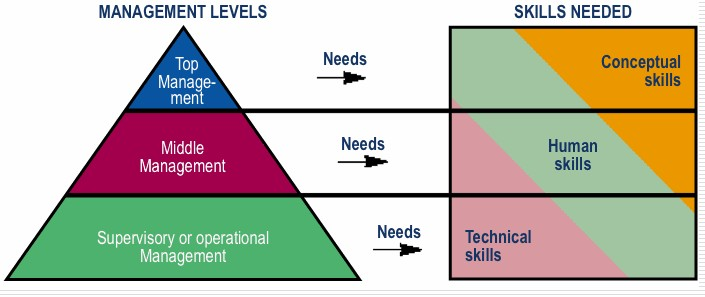 MANAGEMENT LEVELS
SKILLS NEEDED
Top
Manage-
ment
Needs
Conceptual
skills
Middle
Management
Needs
Human
skills
Supervisory or operational
Management
Needs
Technical
skills